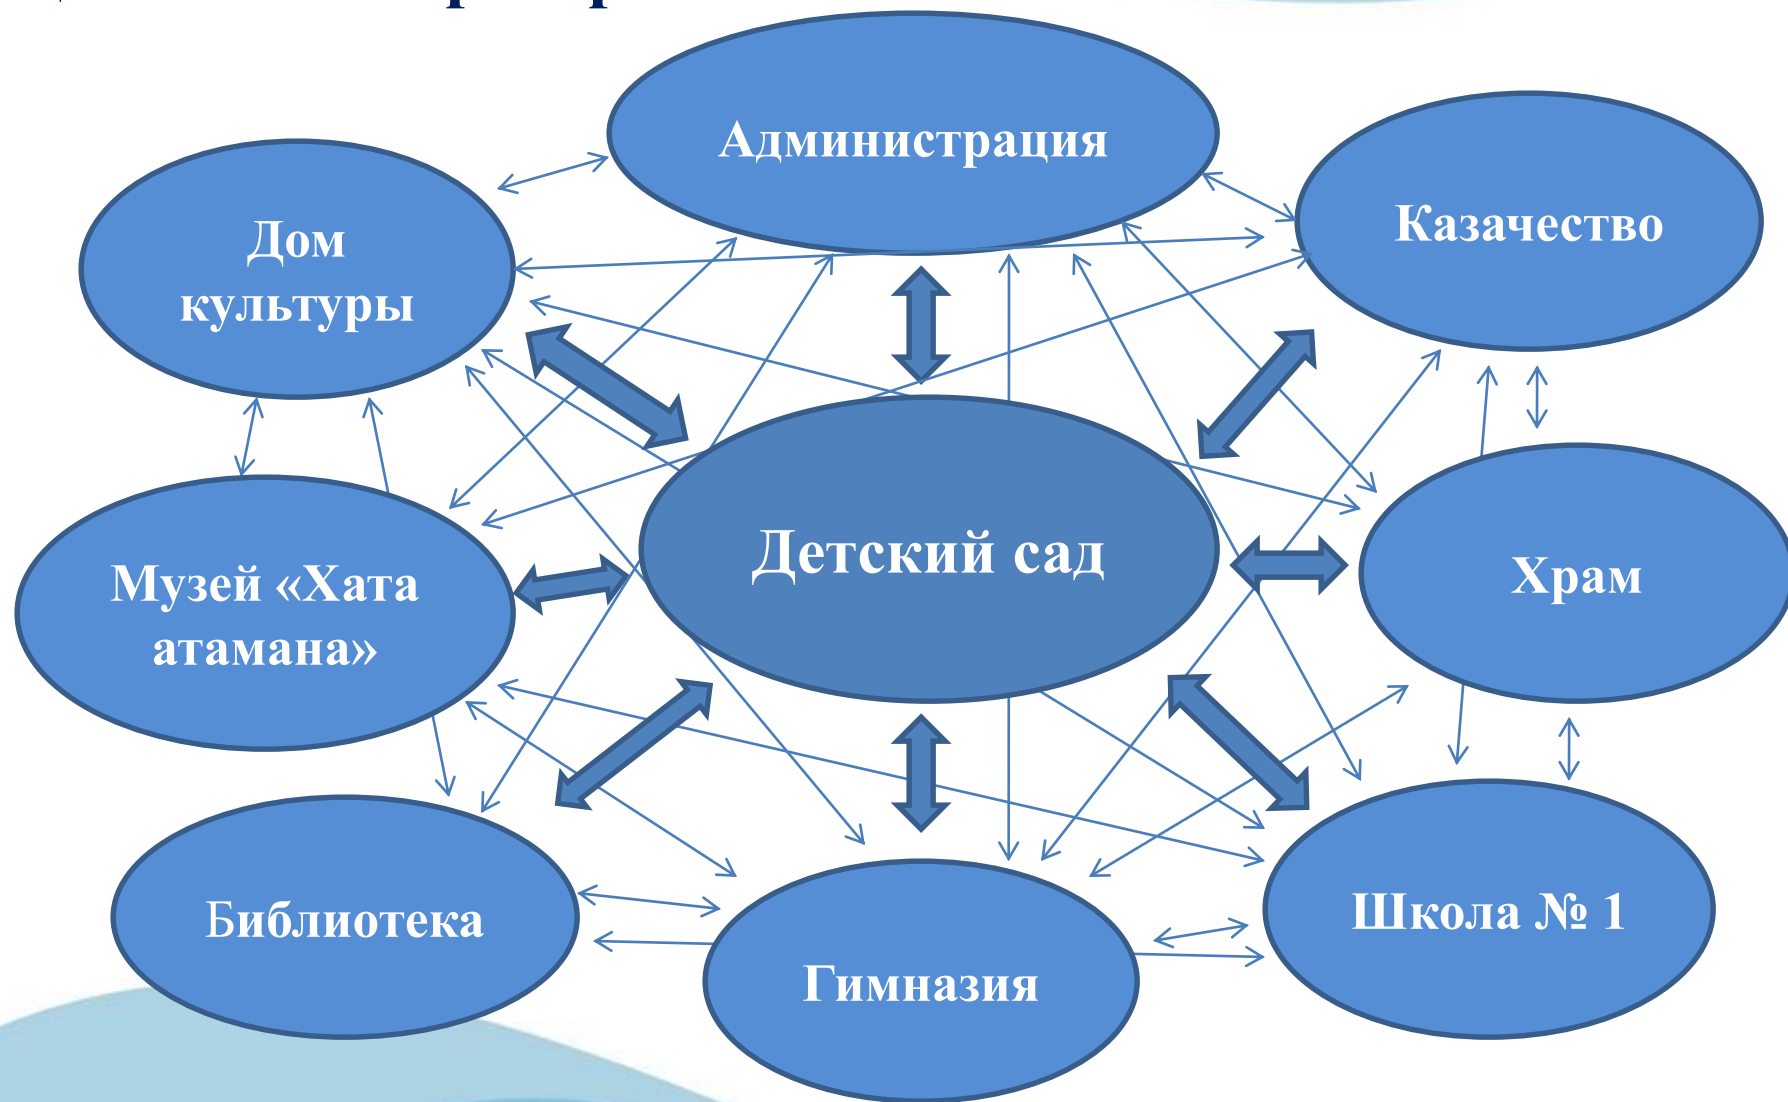 Администрация
Казачество
Дом
культуры
Детский сад
Храм
Музей «Хата
атамана»
Библиотека
Гимназия
Школа № 1